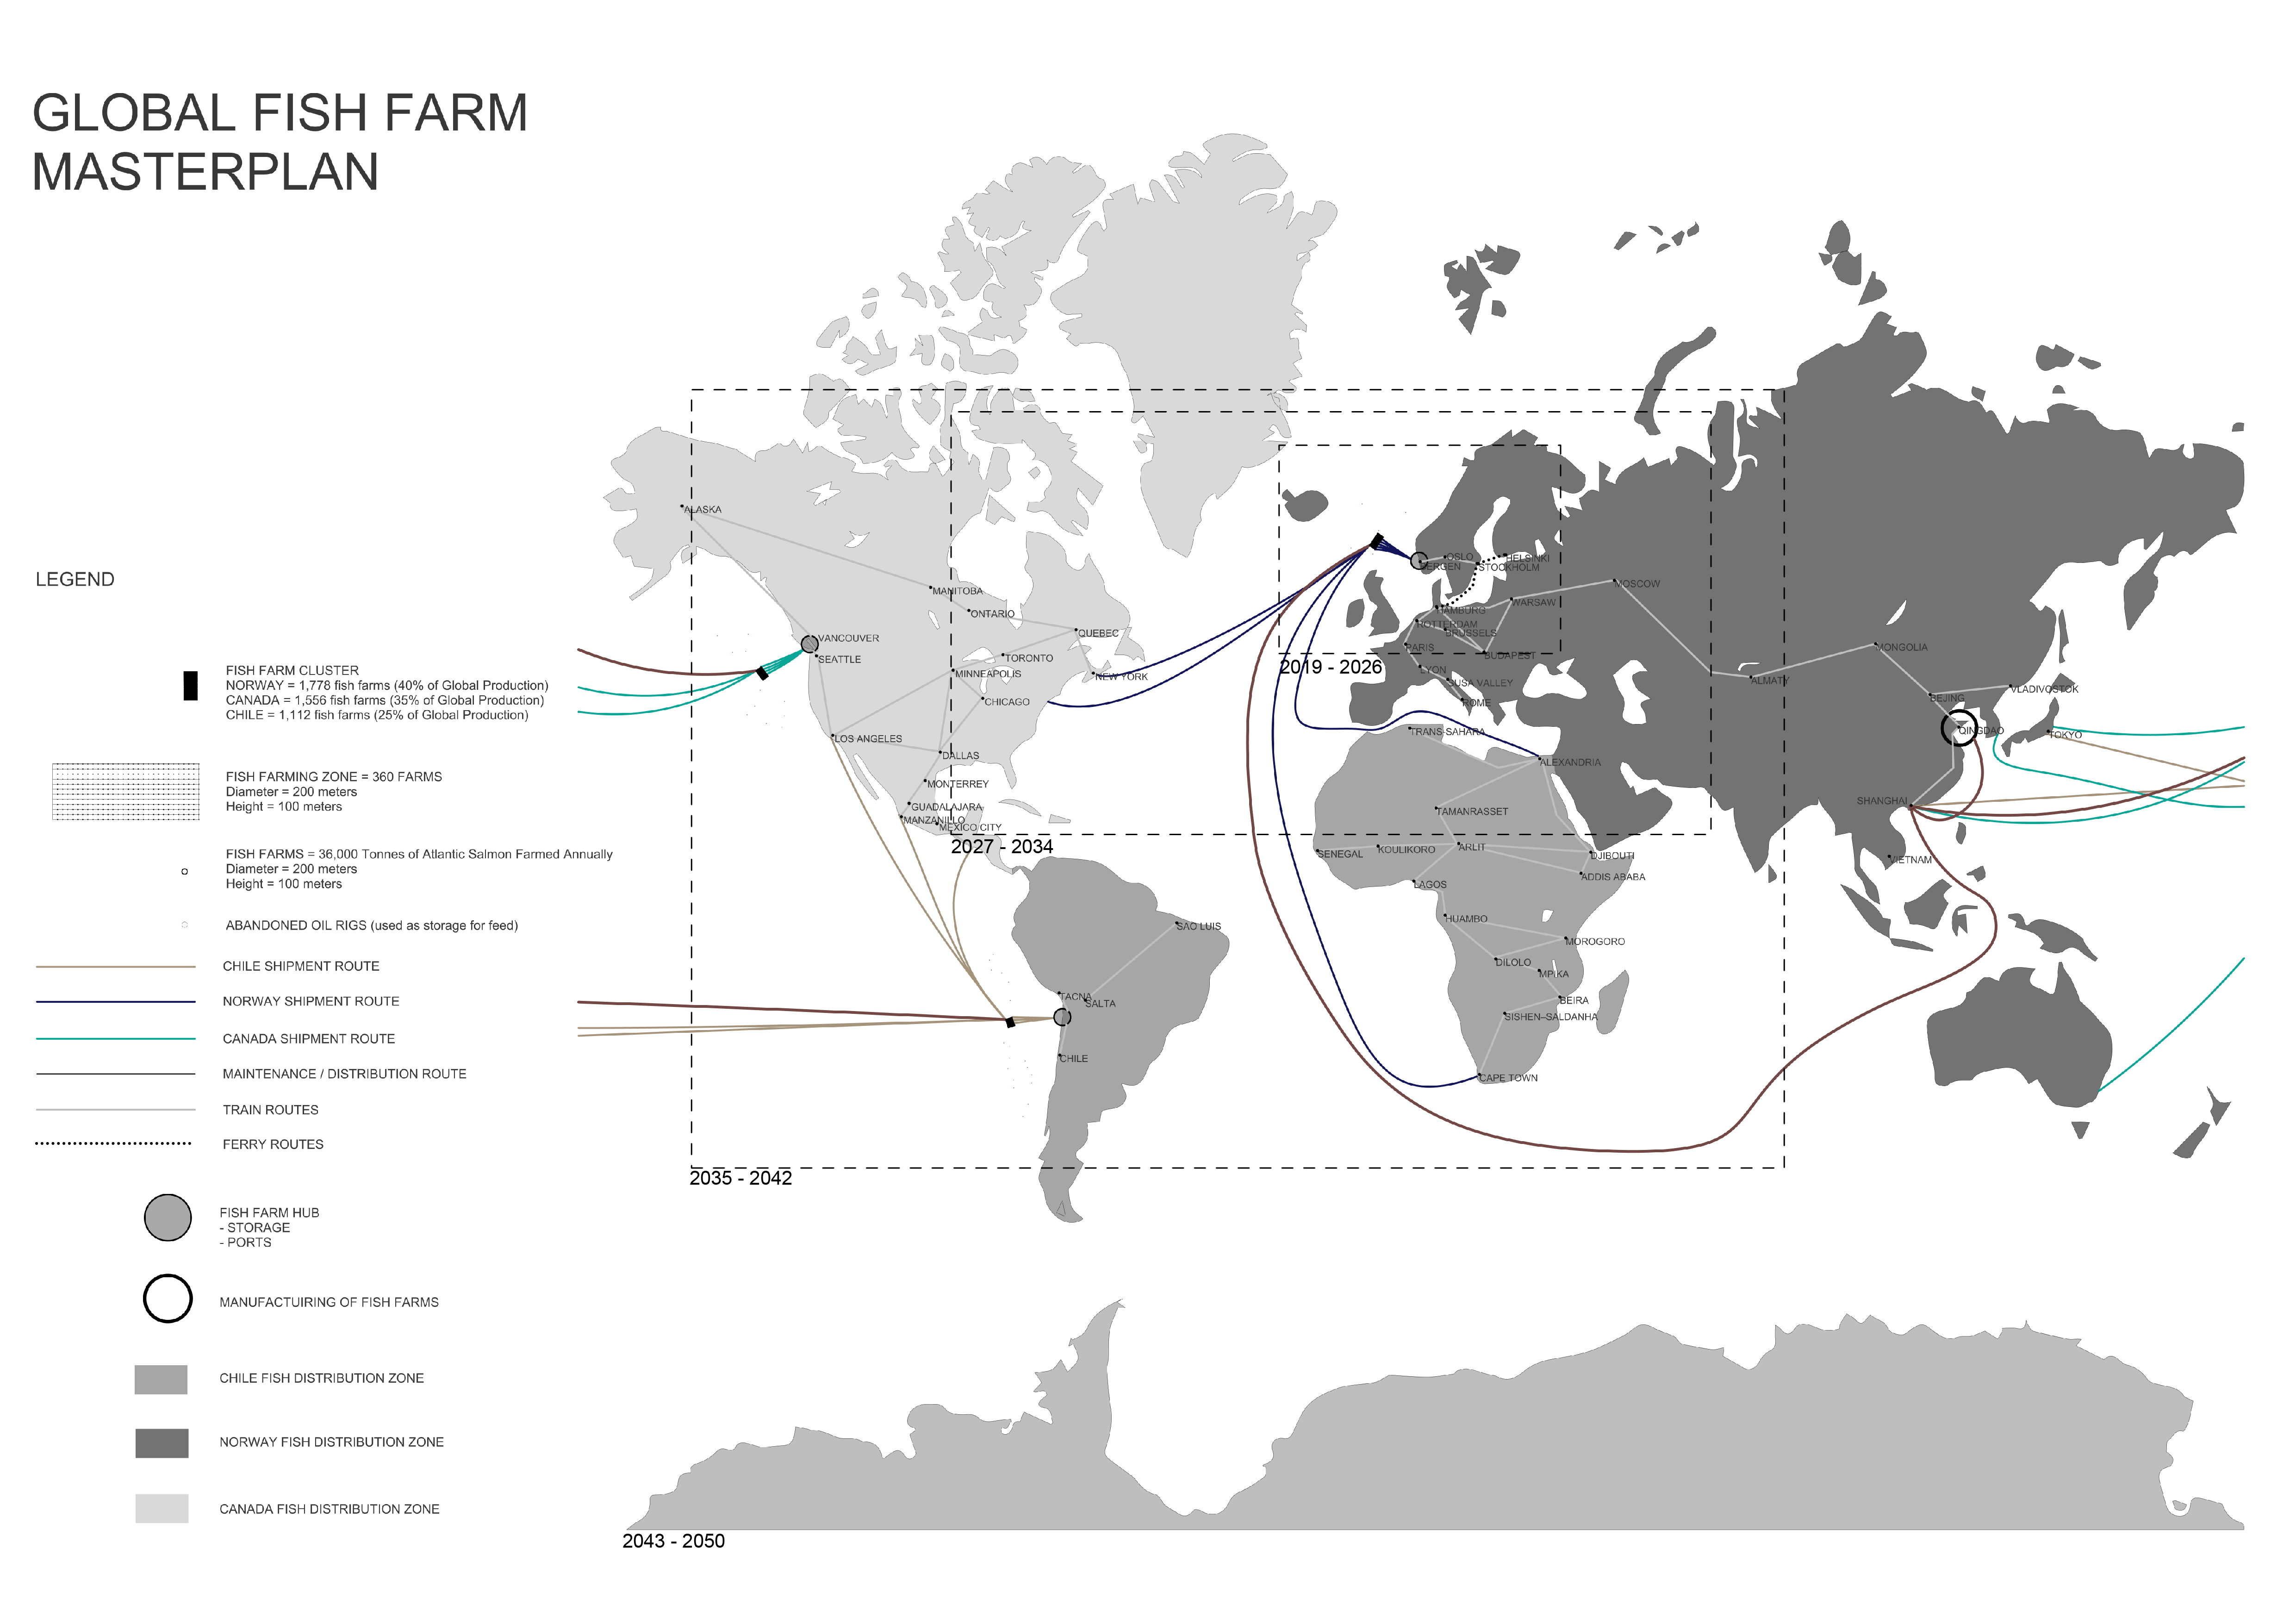 GLOBAL FISH FARM
MASTERPLAN
LEGEND
FISH FARM CLUSTER
NORWAY = 1,778 fish farms (40% of Global Production)
CANADA = 1,556 fish farms (35% of Global Production)
CHILE = 1,112 fish farms (25% of Global Production)
FISH FARMING ZONE = 360 FARMS
Diameter = 200 meters
Height = 100 meters
FISH FARMS = 36,000 Tonnes of Atlantic Salmon Farmed Annually
Diameter = 200 meters
Height = 100 meters
ABANDONED OIL RIGS (used as storage for feed)
CHILE SHIPMENT ROUTE
NORWAY SHIPMENT ROUTE
CANADA SHIPMENT ROUTE
MAINTENANCE / DISTRIBUTION ROUTE
TRAIN ROUTES
FERRY ROUTES
FISH FARM HUB
- STORAGE
- PORTS
MANUFACTUIRING OF FISH FARMS
CHILE FISH DISTRIBUTION ZONE
NORWAY FISH DISTRIBUTION ZONE
CANADA FISH DISTRIBUTION ZONE
ALASKA
MANITOBA
ONTARIO
QUEBEC
VANCOUVER
SEATTLE
TORONTO
MINNEAPOLIS
NEW YORK
CHICAGO
LOS ANGELES
DALLAS
MONTERREY
GUADALAJARA
MANZANILLO
MEXICO CITY
2027 - 2034
SAO LUIS
TACNA
SALTA
CHILE
2035 - 2042
OSLO
BERGEN
HELSINKI
STOCKHOLM
HAMBURG
WARSAW
MOSCOW
ROTTERDAM
BRUSSELS
PARIS
BUDAPEST
2019 - 2026
LYON
SUSA VALLEY
ROME
TRANS-SAHARA
ALEXANDRIA
TAMANRASSET
SENEGAL
KOULIKORO
ARLIT
DJIBOUTI
ADDIS ABABA
LAGOS
HUAMBO
MOROGORO
DILOLO
MPIKA
BEIRA
SISHEN-SALDANHA
CAPE TOWN
MONGOLIA
ALMATY
BEJING
VLADIVOSTOK
QINGDAO
TOKYO
SHANGHAI
VIETNAM
2043 - 2050